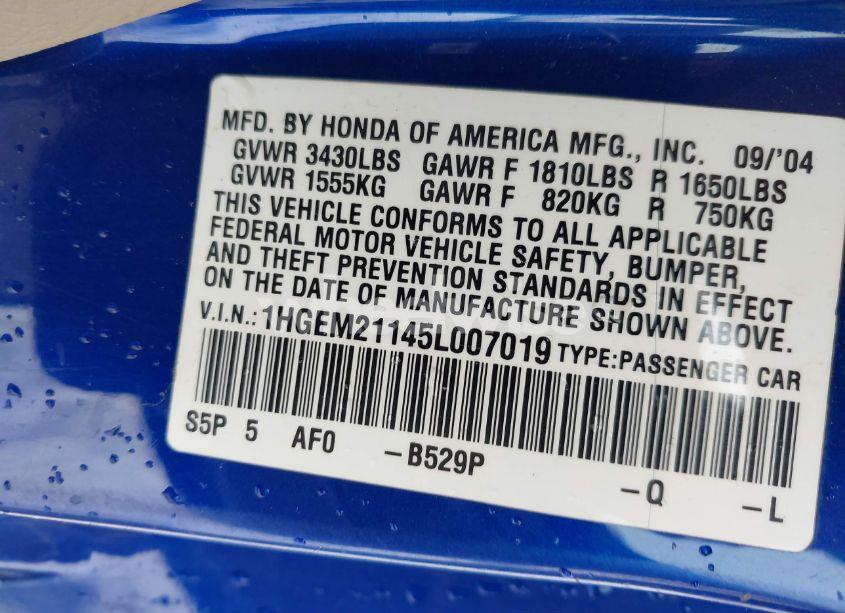 MFD. BY HONDA OF AMERICA MFG., INC. 09/'04
GVWR 3430LBS GAWR F 1810LBS R 1650LBS
GVWR 1555KG GAWR F 820KG R 750KG
THIS VEHICLE CONFORMS TO ALL APPLICABLE
FEDERAL MOTOR VEHICLE SAFETY, BUMPER,
AND THEFT PREVENTION STANDARDS IN EFFECT
ON THE DATE OF MANUFACTURE SHOWN ABOVE.
V.I.N.: 1HGEM21145L007019 TYPE:PASSENGER CAR
S5P 5 AF0 -B529P -Q -L